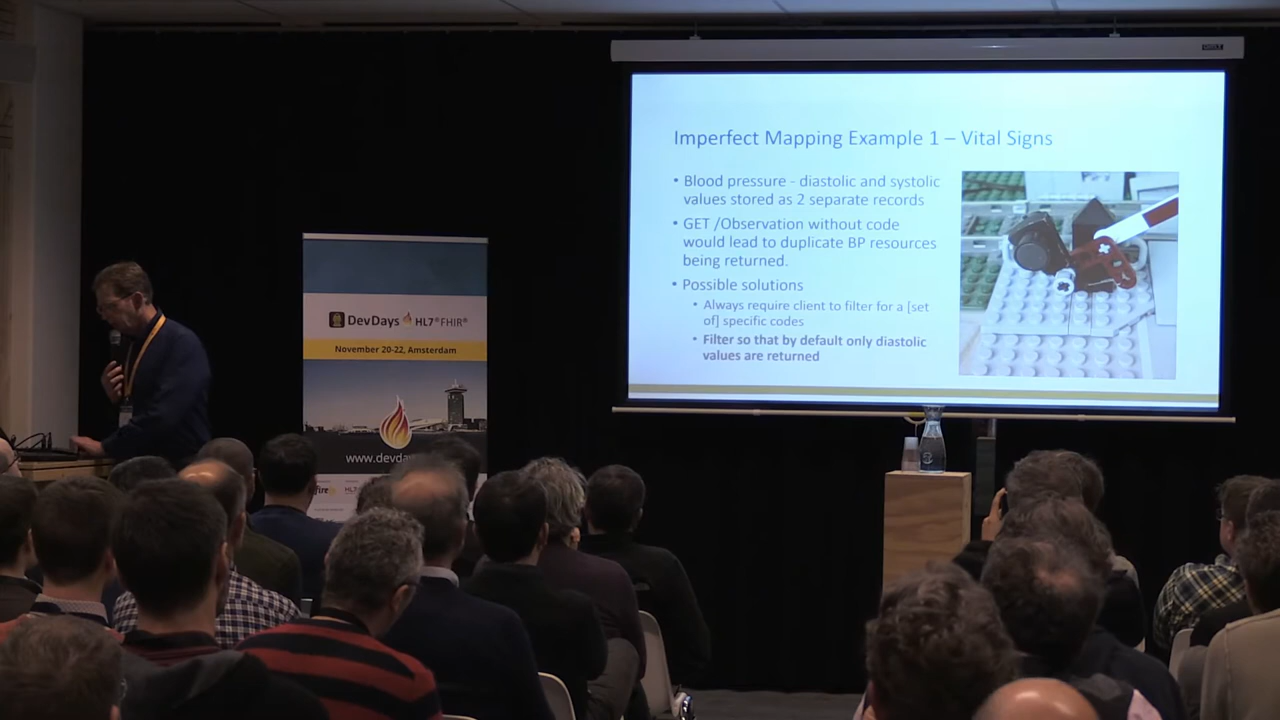 Imperfect Mapping Example 1 – Vital Signs
• Blood pressure - diastolic and systolic
values stored as 2 separate records
• GET /Observation without code
would lead to duplicate BP resources
being returned.
• Possible solutions
• Always require client to filter for a [set
of] specific codes
• Filter so that by default only diastolic
values are returned
DevDays HL7®FHIR®
November 20-22, Amsterdam
www.devda